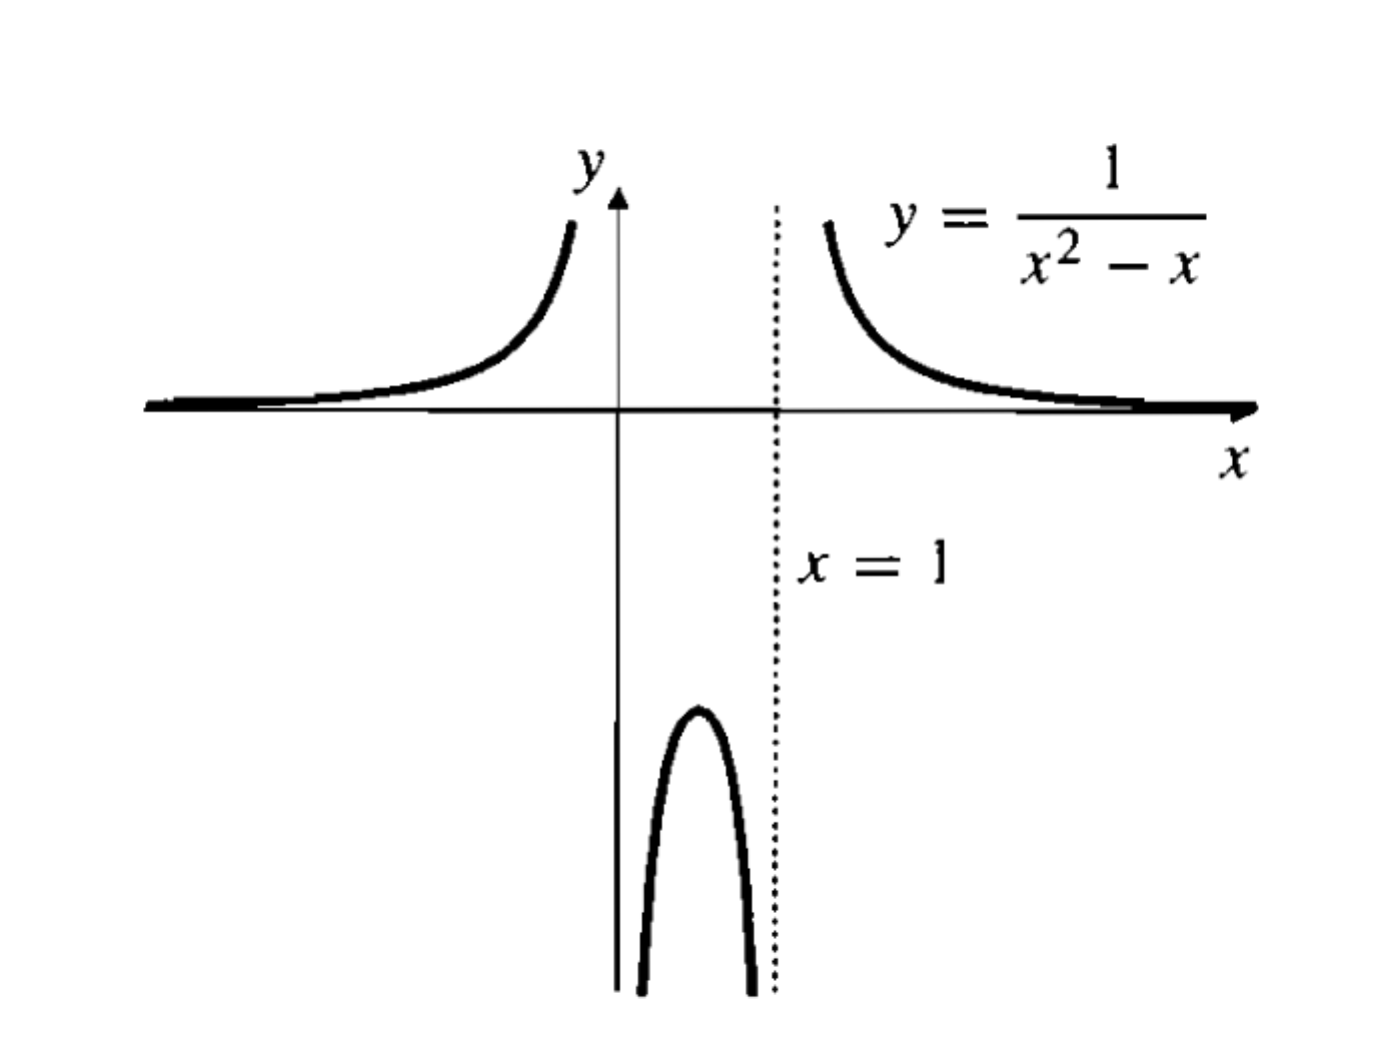 y
y = 1/(x² − x)
x
x = 1